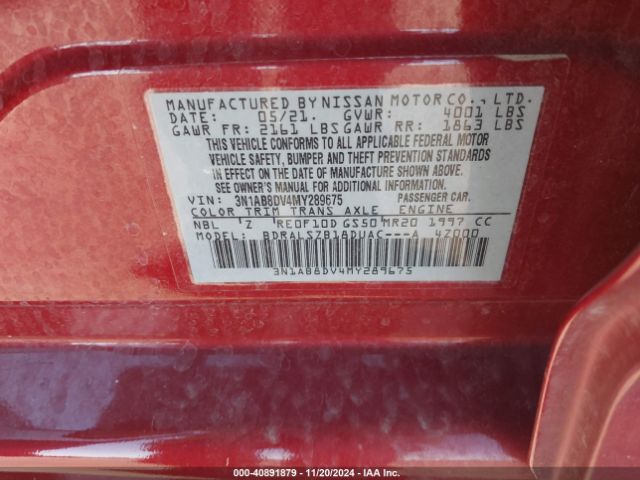 MANUFACTURED BY NISSAN MOTOR CO., LTD.
DATE: 05/21. GVWR: 4001 LBS
GAWR FR: 2161 LBS GAWR RR: 1863 LBS
THIS VEHICLE CONFORMS TO ALL APPLICABLE FEDERAL MOTOR
VEHICLE SAFETY, BUMPER AND THEFT PREVENTION STANDARDS
IN EFFECT ON THE DATE OF MANUFACTURE SHOWN ABOVE.
SEE OWNER'S MANUAL FOR ADDITIONAL INFORMATION.
VIN: 3N1AB8DV4MY289675 PASSENGER CAR.
COLOR TRIM TRANS AXLE ENGINE
NBL Z RE0F10D GS50 MR20 1997 CC
MODEL: BDRALSZB18DUAC---A 4Z000
3N1AB8DV4MY289675
000-40891879 | 11/20/2024 | IAA Inc.